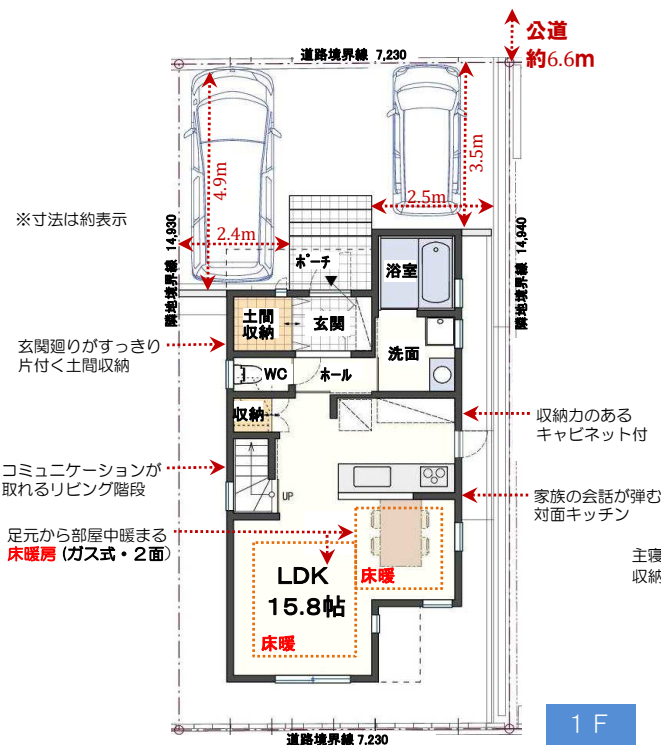 公道
約6.6m
道路境界線 7,230
4.9m
3.5m
2.5m
2.4m
※寸法は約表示
隣地境界線 14,930
隣地境界線 14,940
ポーチ
浴室
土間
収納
玄関
洗面
玄関廻りがすっきり
片付く土間収納
WC
ホール
収納
収納力のある
キャビネット付
コミュニケーションが
取れるリビング階段
UP
家族の会話が弾む
対面キッチン
足元から部屋中暖まる
床暖房 (ガス式・2面)
主寝
収納
LDK
15.8帖
床暖
床暖
1F
道路境界線 7,230